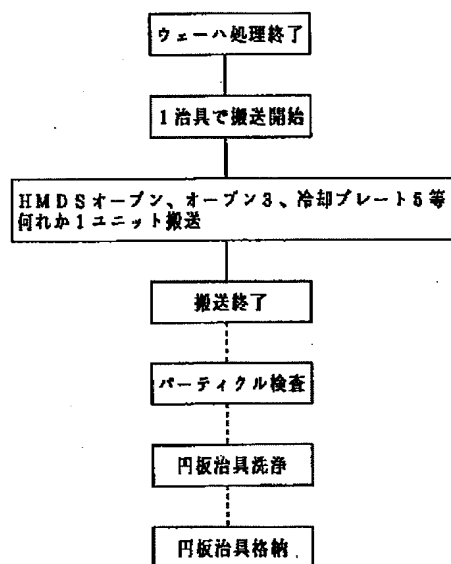 ウェーハ処理終了
1治具で搬送開始
HMDSオーブン、オーブン3、冷却プレート5等
何れか1ユニット搬送
搬送終了
パーティクル検査
円板治具洗浄
円板治具格納